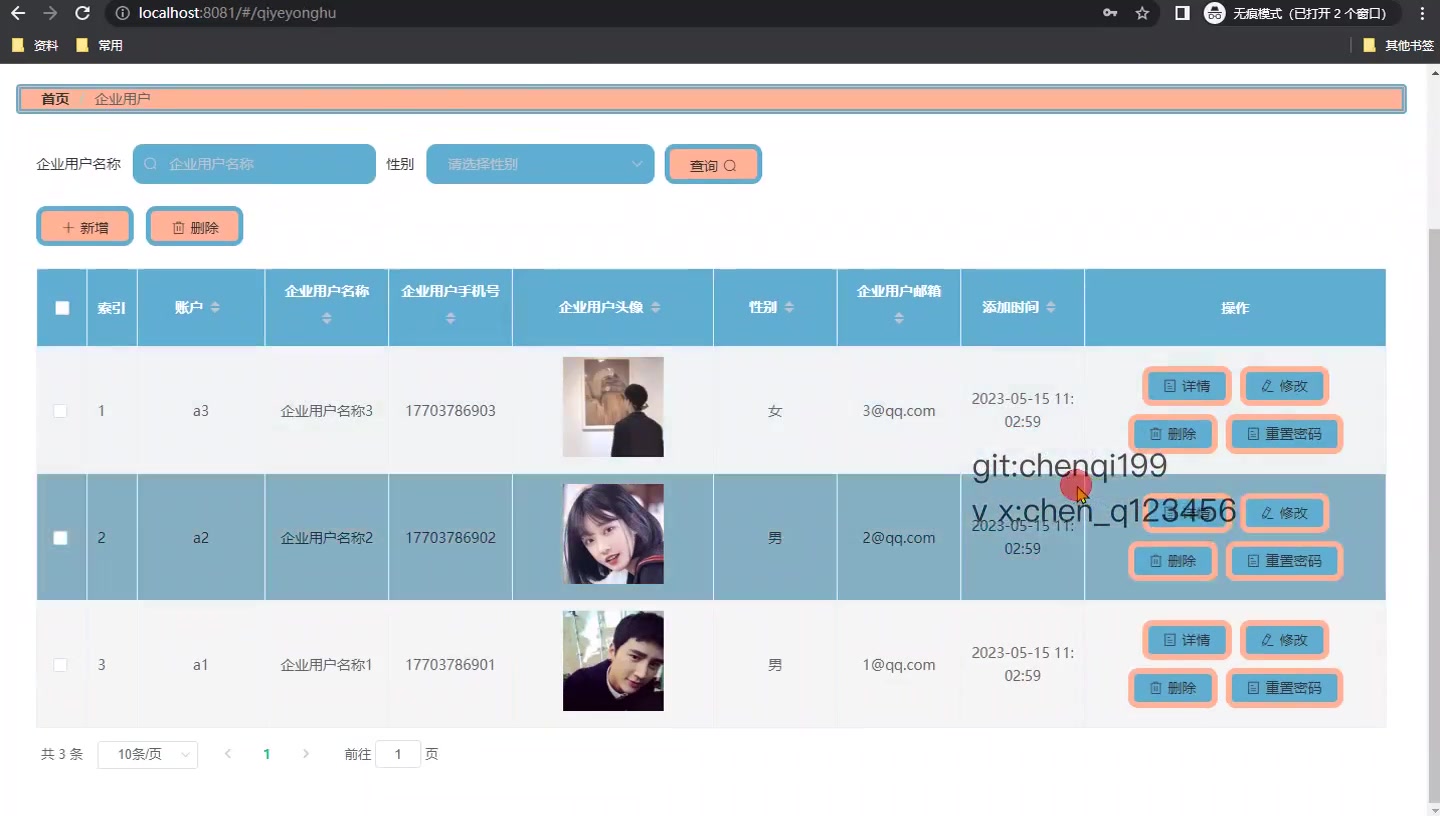 localhost:8081/#/qiyeyonghu
无痕模式（已打开 2 个窗口）
资料 常用 其他书签
首页 企业用户
企业用户名称 企业用户名称 性别 请选择性别 查询
新增 删除
索引 账户 企业用户名称 企业用户手机号 企业用户头像 性别 企业用户邮箱 添加时间 操作
1 a3 企业用户名称3 17703786903 女 3@qq.com 2023-05-15 11:
02:59
详情 修改
删除 重置密码
git:chenqi199
v_x:chen_q123456
2 a2 企业用户名称2 17703786902 男 2@qq.com 2023-05-15 11:
02:59
详情 修改
删除 重置密码
3 a1 企业用户名称1 17703786901 男 1@qq.com 2023-05-15 11:
02:59
详情 修改
删除 重置密码
共 3 条 10条/页 1 前往 1 页